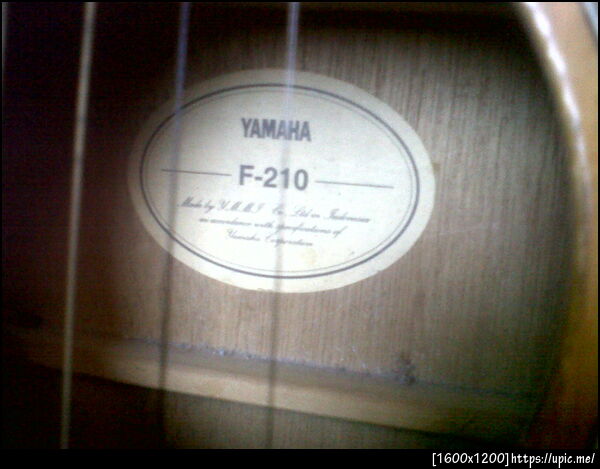 YAMAHA
F-210
Made by Y.M.M.I Co., Ltd in Indonesia
in accordance with specifications of
Yamaha Corporation
[1600x1200]https://upic.me/